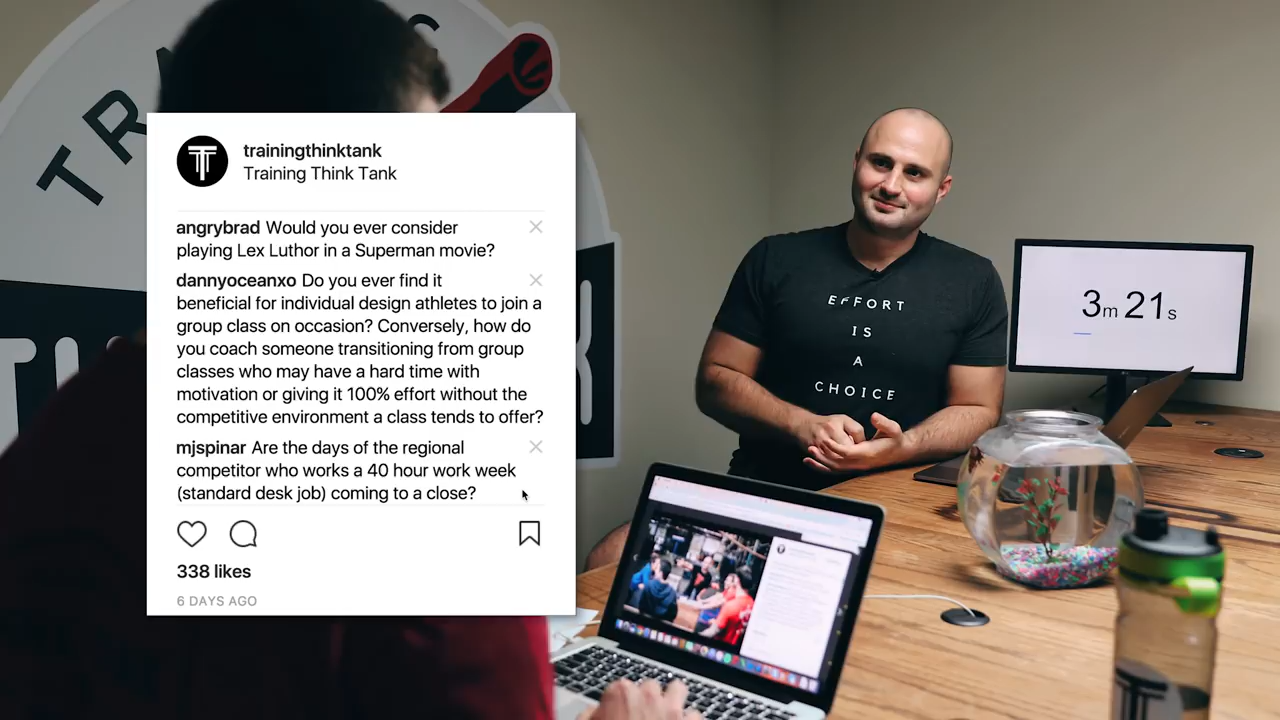 TR
trainingthinktank
Training Think Tank
angrybrad Would you ever consider
playing Lex Luthor in a Superman movie?
dannyoceanxo Do you ever find it
beneficial for individual design athletes to join a
group class on occasion? Conversely, how do
you coach someone transitioning from group
classes who may have a hard time with
motivation or giving it 100% effort without the
competitive environment a class tends to offer?
mjspinar Are the days of the regional
competitor who works a 40 hour work week
(standard desk job) coming to a close?
338 likes
6 DAYS AGO
EFFORT
IS
A
CHOICE
3m 21s